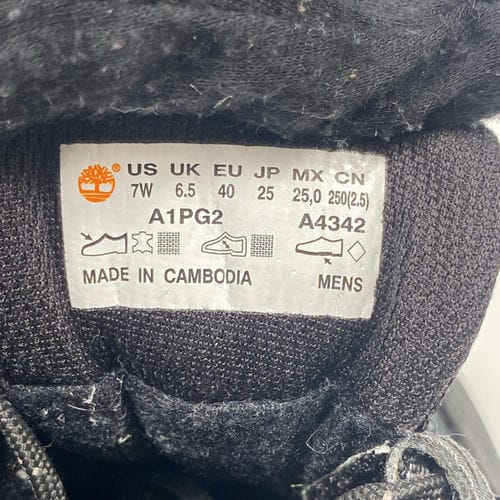 ® US UK EU JP MX CN
7W 6.5 40 25 25,0 250(2.5)
A1PG2 A4342
MADE IN CAMBODIA MENS